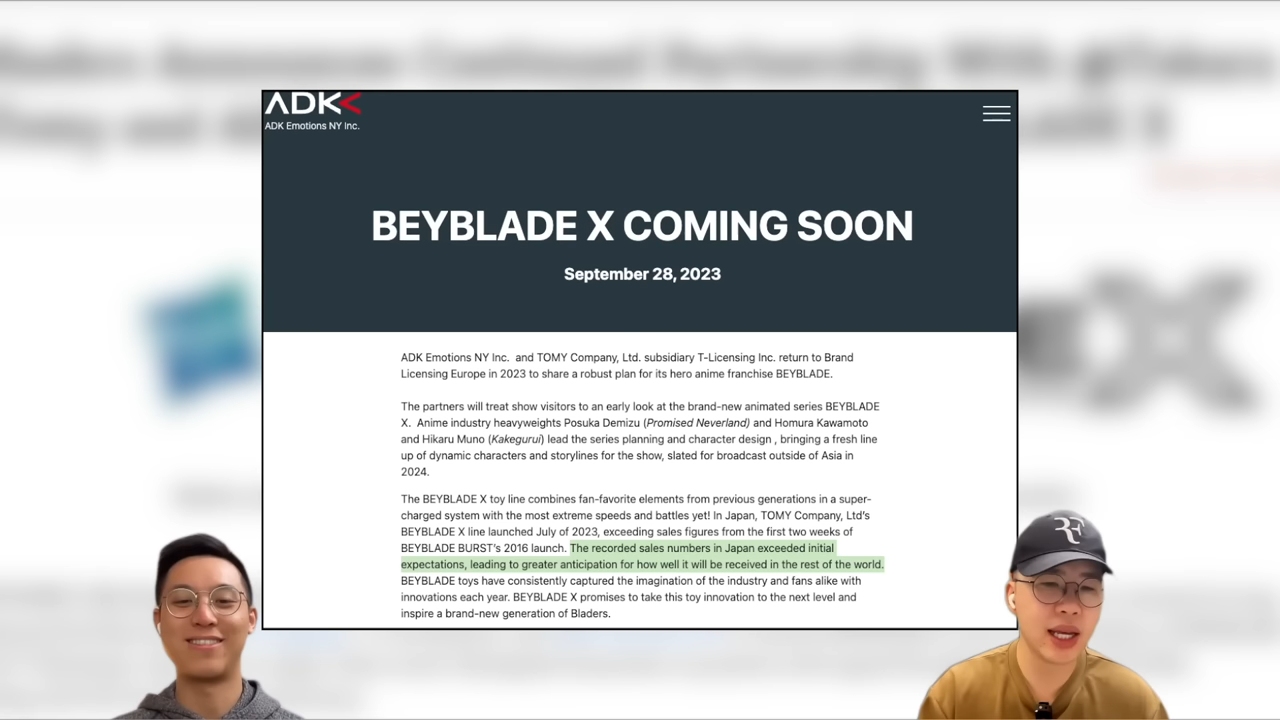 ADK
ADK Emotions NY Inc.
BEYBLADE X COMING SOON
September 28, 2023
ADK Emotions NY Inc.  and TOMY Company, Ltd. subsidiary T-Licensing Inc. return to Brand
Licensing Europe in 2023 to share a robust plan for its hero anime franchise BEYBLADE.
The partners will treat show visitors to an early look at the brand-new animated series BEYBLADE
X.  Anime industry heavyweights Posuka Demizu (Promised Neverland) and Homura Kawamoto
and Hikaru Muno (Kakegurui) lead the series planning and character design , bringing a fresh line
up of dynamic characters and storylines for the show, slated for broadcast outside of Asia in
2024.
The BEYBLADE X toy line combines fan-favorite elements from previous generations in a super-
charged system with the most extreme speeds and battles yet! In Japan, TOMY Company, Ltd's
BEYBLADE X line launched July of 2023, exceeding sales figures from the first two weeks of
BEYBLADE BURST's 2016 launch. The recorded sales numbers in Japan exceeded initial
expectations, leading to greater anticipation for how well it will be received in the rest of the world.
BEYBLADE toys have consistently captured the imagination of the industry and fans alike with
innovations each year. BEYBLADE X promises to take this toy innovation to the next level and
inspire a brand-new generation of Bladers.
RF